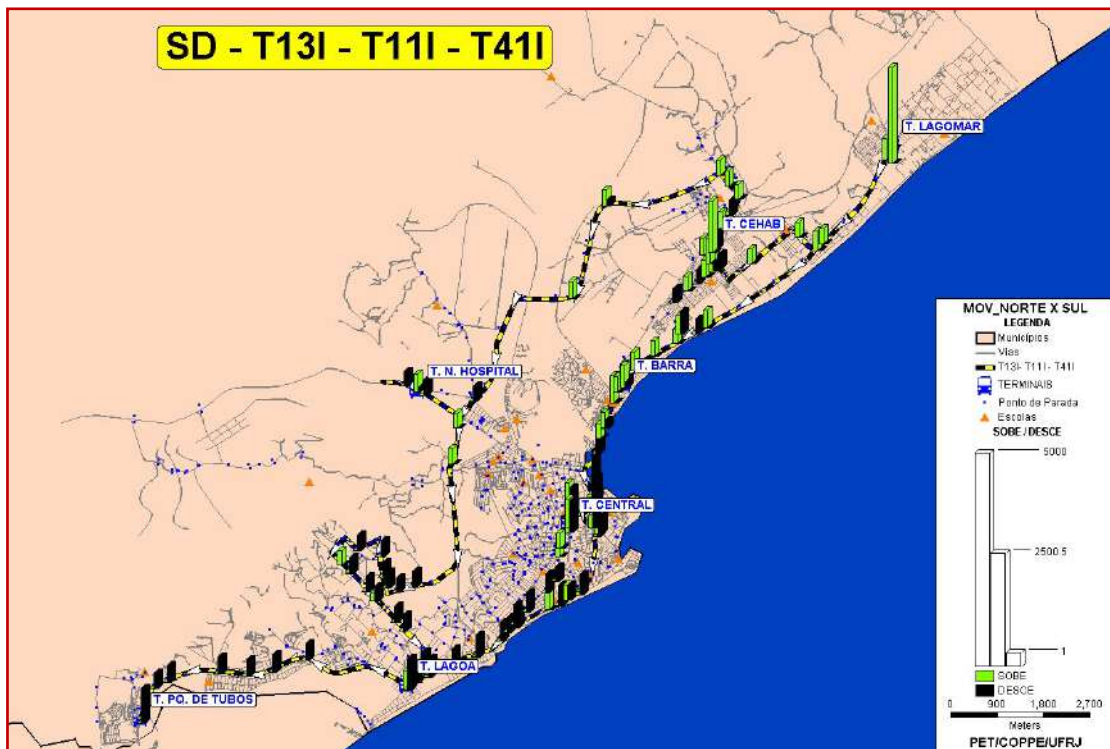 SD - T13I - T11I - T41I
T. LAGOMAR
T. CEHAB
T. BARRA
T. N. HOSPITAL
T. CENTRAL
T. LAGOA
T. PQ. DE TUBOS
MOV_NORTE X SUL
LEGENDA
Municípios
Vias
T13I- T11I - T41I
TERMINAIS
Ponto de Parada
Escolas
SOBE / DESCE
5000
2500.5
1
SOBE
DESCE
0 900 1,800 2,700
Meters
PET/COPPE/UFRJ